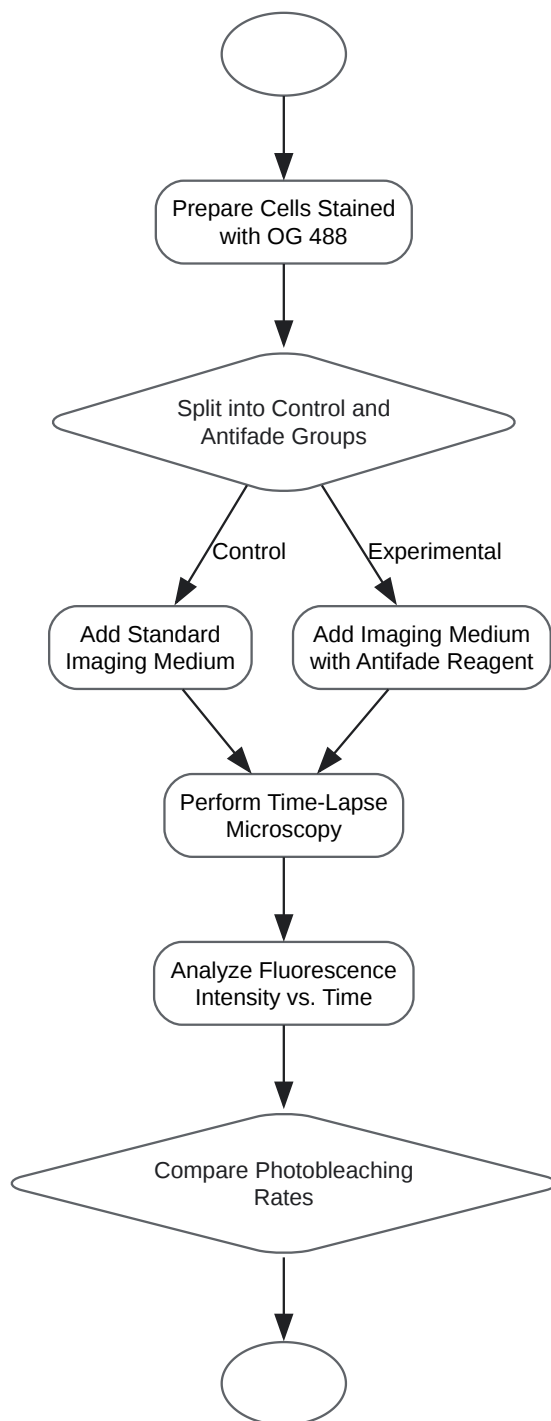 Prepare Cells Stained
with OG 488
Split into Control and
Antifade Groups
Control
Experimental
Add Standard
Imaging Medium
Add Imaging Medium
with Antifade Reagent
Perform Time-Lapse
Microscopy
Analyze Fluorescence
Intensity vs. Time
Compare Photobleaching
Rates